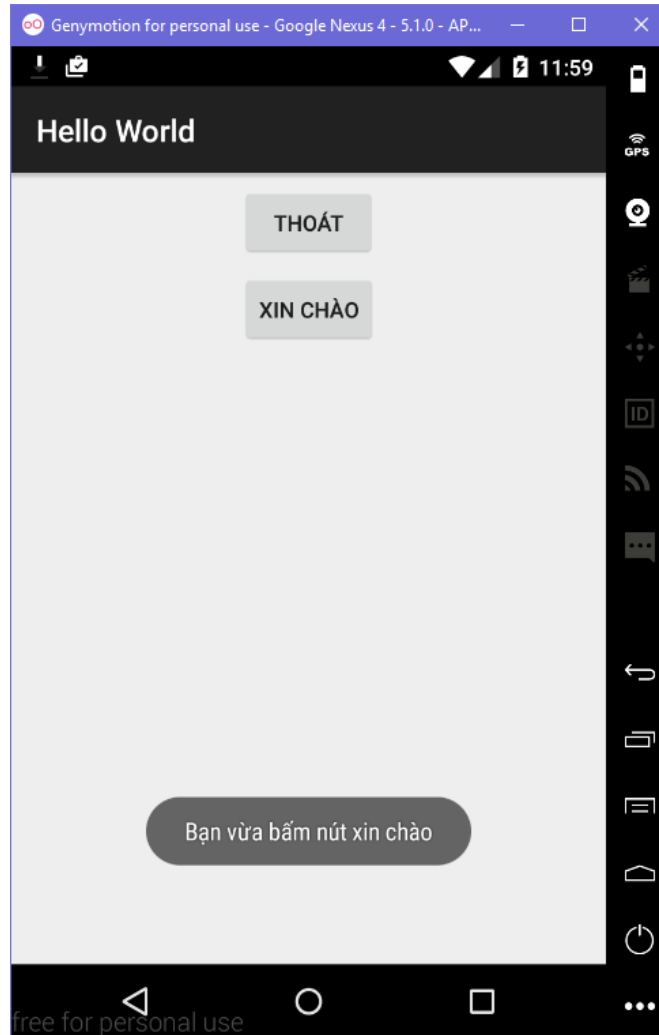 Genymotion for personal use - Google Nexus 4 - 5.1.0 - AP...
11:59
Hello World
GPS
THOÁT
XIN CHÀO
ID
Bạn vừa bấm nút xin chào
free for personal use